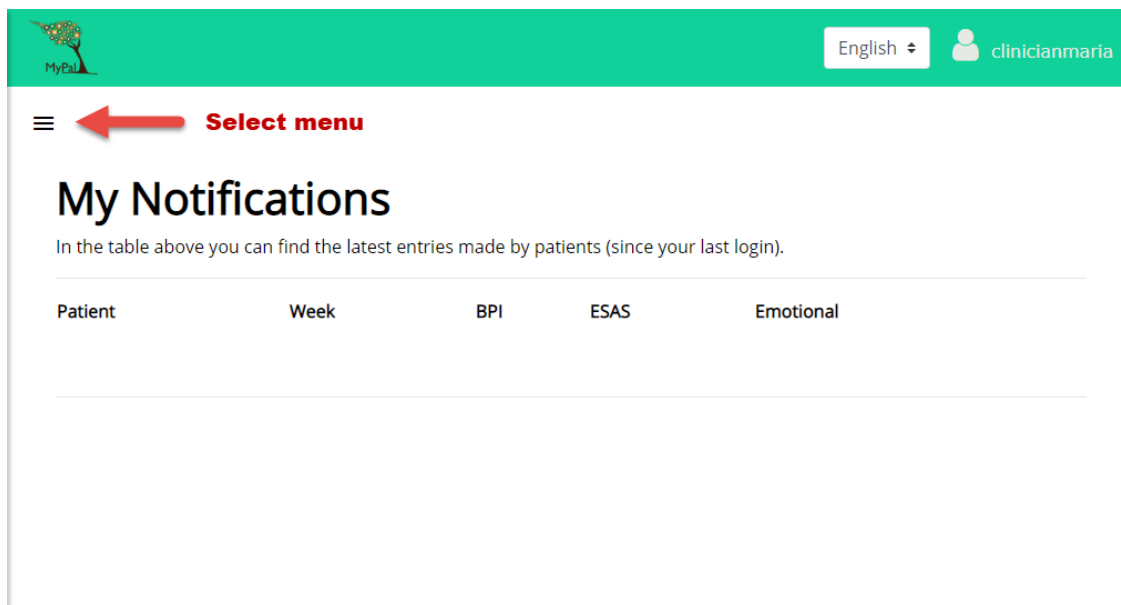 MyPal
English
clinicianmaria
Select menu
My Notifications
In the table above you can find the latest entries made by patients (since your last login).
Patient Week BPI ESAS Emotional